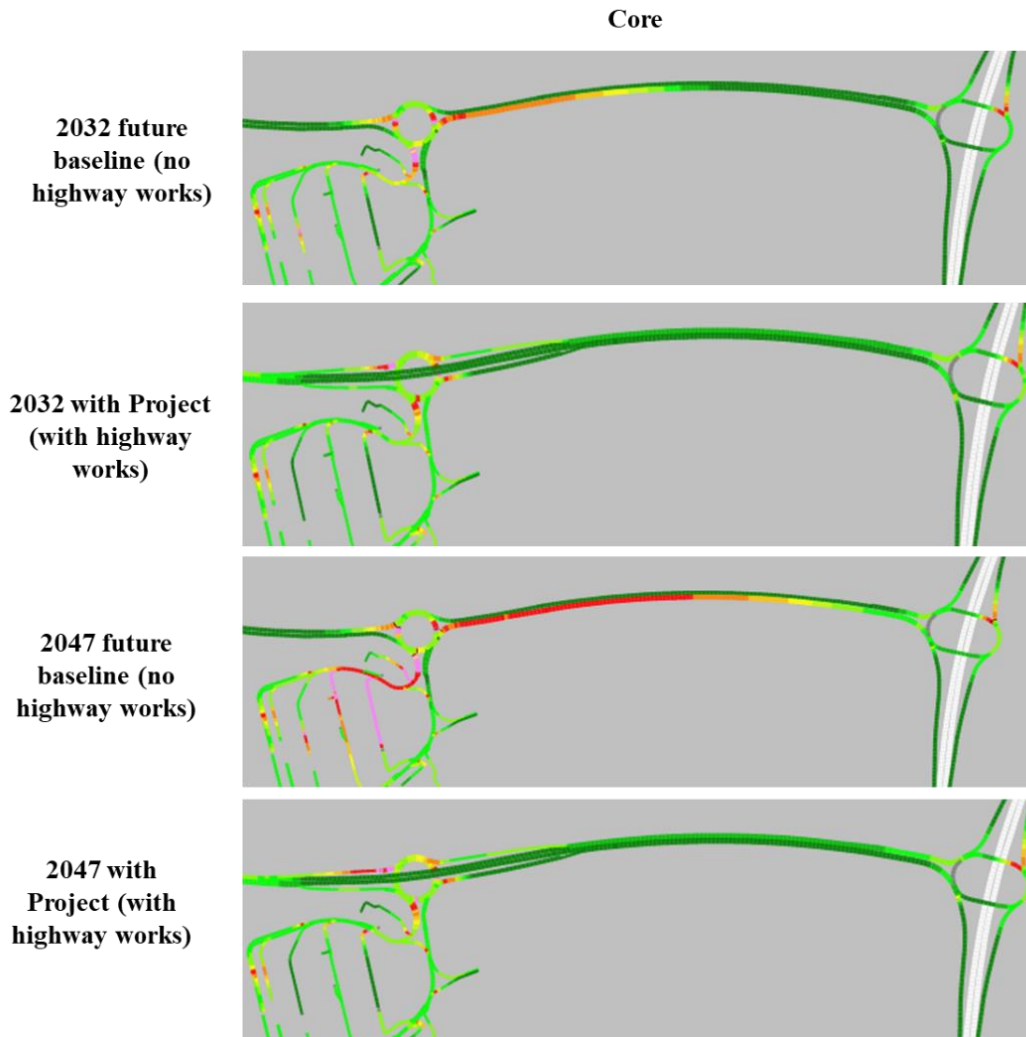 Core
2032 future
baseline (no
highway works)
2032 with Project
(with highway
works)
2047 future
baseline (no
highway works)
2047 with
Project (with
highway works)